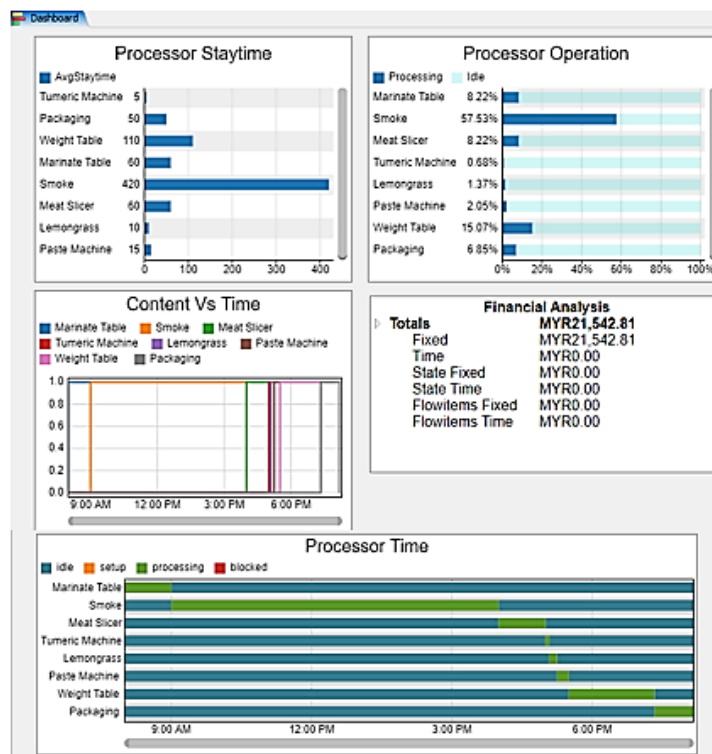 Dashboard
Processor Staytime
AvgStaytime
Tumeric Machine 5
Packaging 50
Weight Table 110
Marinate Table 60
Smoke 420
Meat Slicer 60
Lemongrass 10
Paste Machine 15
0 100 200 300 400
Processor Operation
Processing Idle
Marinate Table 8.22%
Smoke 57.53%
Meat Slicer 8.22%
Tumeric Machine 0.68%
Lemongrass 1.37%
Paste Machine 2.05%
Weight Table 15.07%
Packaging 6.85%
0% 20% 40% 60% 80% 100%
Content Vs Time
Marinate Table Smoke Meat Slicer
Tumeric Machine Lemongrass Paste Machine
Weight Table Packaging
1.0
0.8
0.6
0.4
0.2
0.0
9:00 AM 12:00 PM 3:00 PM 6:00 PM
Financial Analysis
Totals MYR21,542.81
Fixed MYR21,542.81
Time MYR0.00
State Fixed MYR0.00
State Time MYR0.00
Flowitems Fixed MYR0.00
Flowitems Time MYR0.00
Processor Time
idle setup processing blocked
Marinate Table
Smoke
Meat Slicer
Tumeric Machine
Lemongrass
Paste Machine
Weight Table
Packaging
9:00 AM 12:00 PM 3:00 PM 6:00 PM